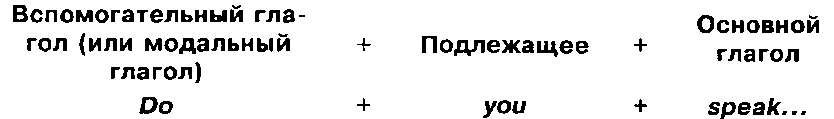 Вспомогательный гла-
гол (или модальный
глагол) + Подлежащее + Основной
глагол
Do + you + speak...